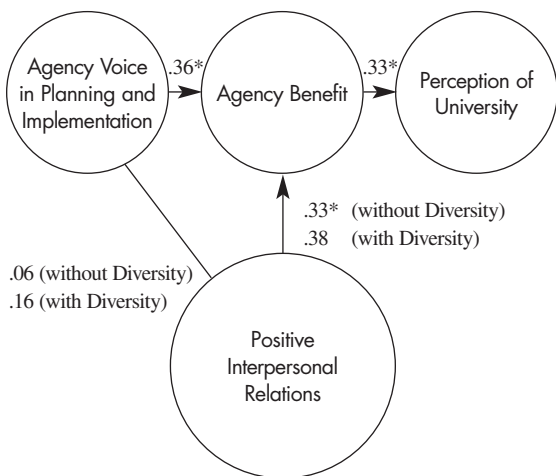 Agency Voice
in Planning and
Implementation
.36*
Agency Benefit
.33*
Perception of
University
.33* (without Diversity)
.38 (with Diversity)
.06 (without Diversity)
.16 (with Diversity)
Positive
Interpersonal
Relations